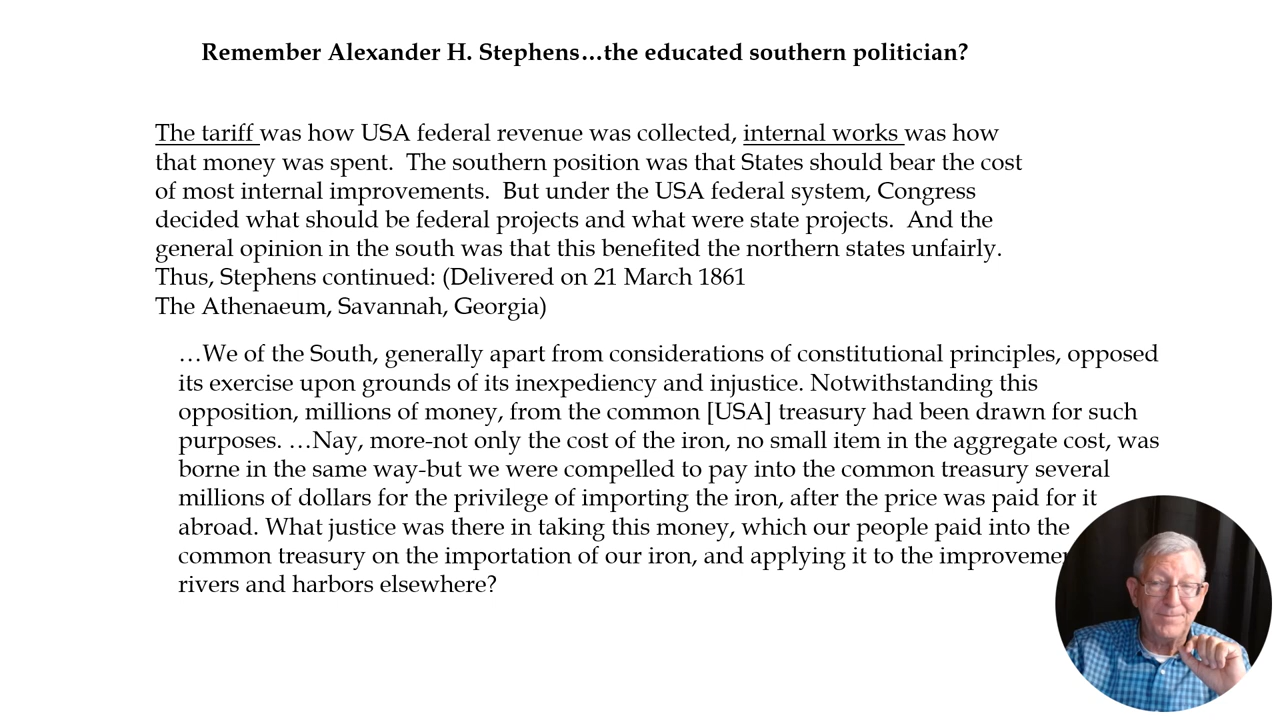 Remember Alexander H. Stephens…the educated southern politician?
The tariff was how USA federal revenue was collected, internal works was how
that money was spent.  The southern position was that States should bear the cost
of most internal improvements.  But under the USA federal system, Congress
decided what should be federal projects and what were state projects.  And the
general opinion in the south was that this benefited the northern states unfairly.
Thus, Stephens continued: (Delivered on 21 March 1861
The Athenaeum, Savannah, Georgia)
…We of the South, generally apart from considerations of constitutional principles, opposed
its exercise upon grounds of its inexpediency and injustice. Notwithstanding this
opposition, millions of money, from the common [USA] treasury had been drawn for such
purposes. …Nay, more-not only the cost of the iron, no small item in the aggregate cost, was
borne in the same way-but we were compelled to pay into the common treasury several
millions of dollars for the privilege of importing the iron, after the price was paid for it
abroad. What justice was there in taking this money, which our people paid into the
common treasury on the importation of our iron, and applying it to the
rivers and harbors elsewhere?